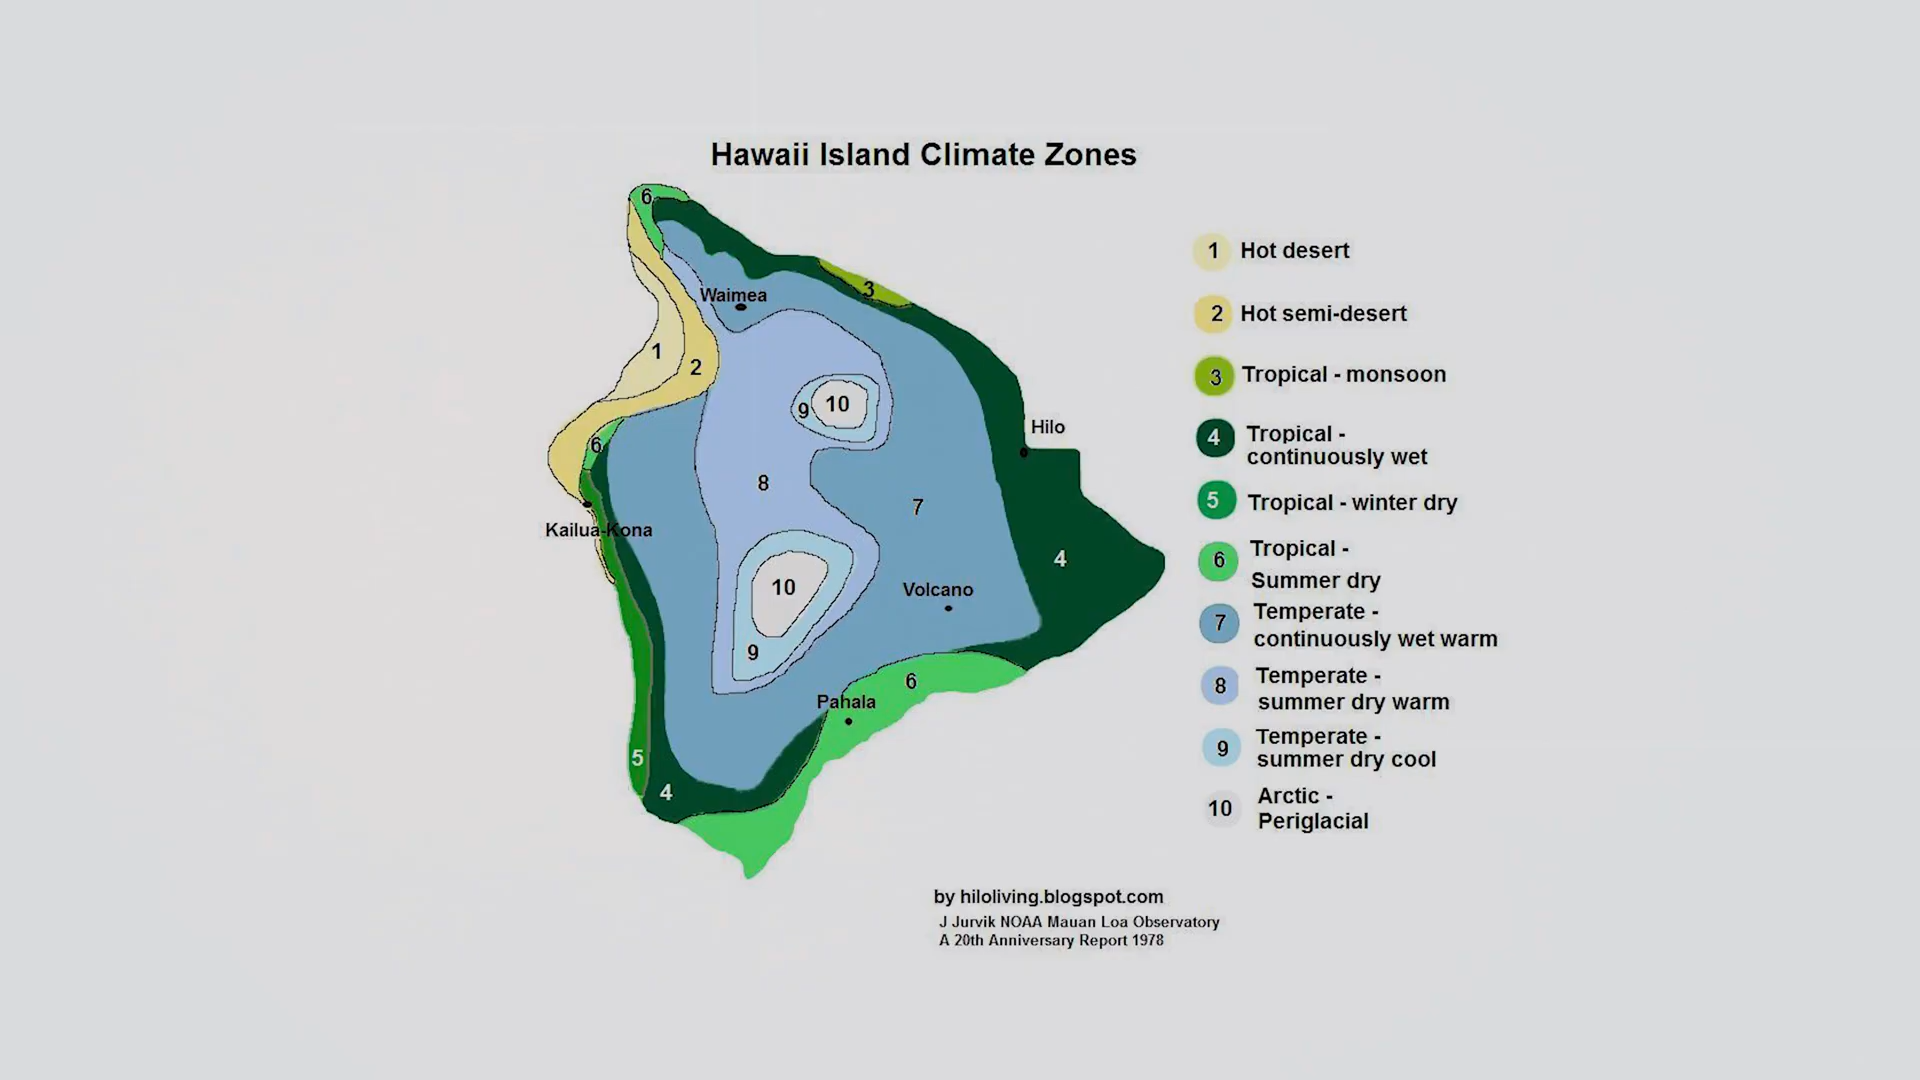 Hawaii Island Climate Zones
6
3
Waimea
1
2
9 10
Hilo
6
8
7
Kailua-Kona
4
10
Volcano
9
6
Pahala
5
4
1 Hot desert
2 Hot semi-desert
3 Tropical - monsoon
4 Tropical -
continuously wet
5 Tropical - winter dry
6 Tropical -
Summer dry
7 Temperate -
continuously wet warm
8 Temperate -
summer dry warm
9 Temperate -
summer dry cool
10 Arctic -
Periglacial
by hiloliving.blogspot.com
J Jurvik NOAA Mauan Loa Observatory
A 20th Anniversary Report 1978